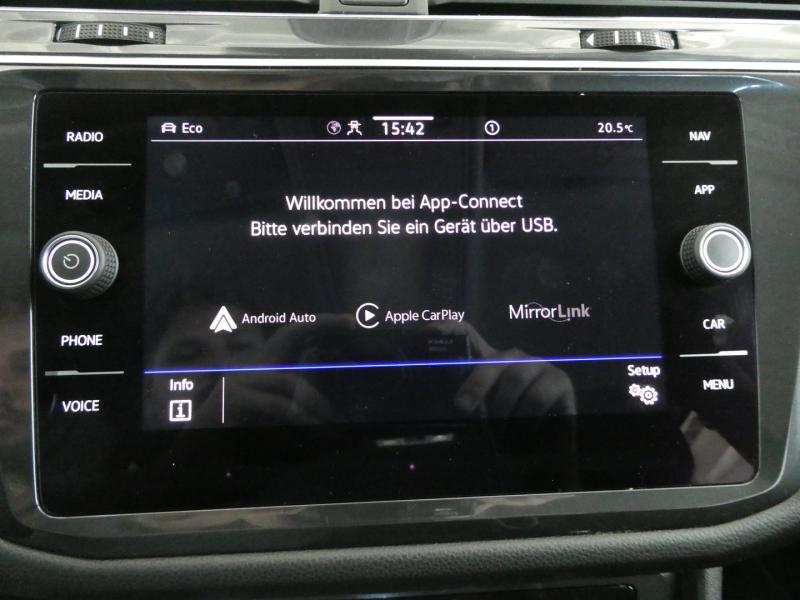 RADIO
MEDIA
PHONE
VOICE
Eco
15:42
1
20.5°C
Willkommen bei App-Connect
Bitte verbinden Sie ein Gerät über USB.
Android Auto
Apple CarPlay
MirrorLink
Info
i
Setup
NAV
APP
CAR
MENU